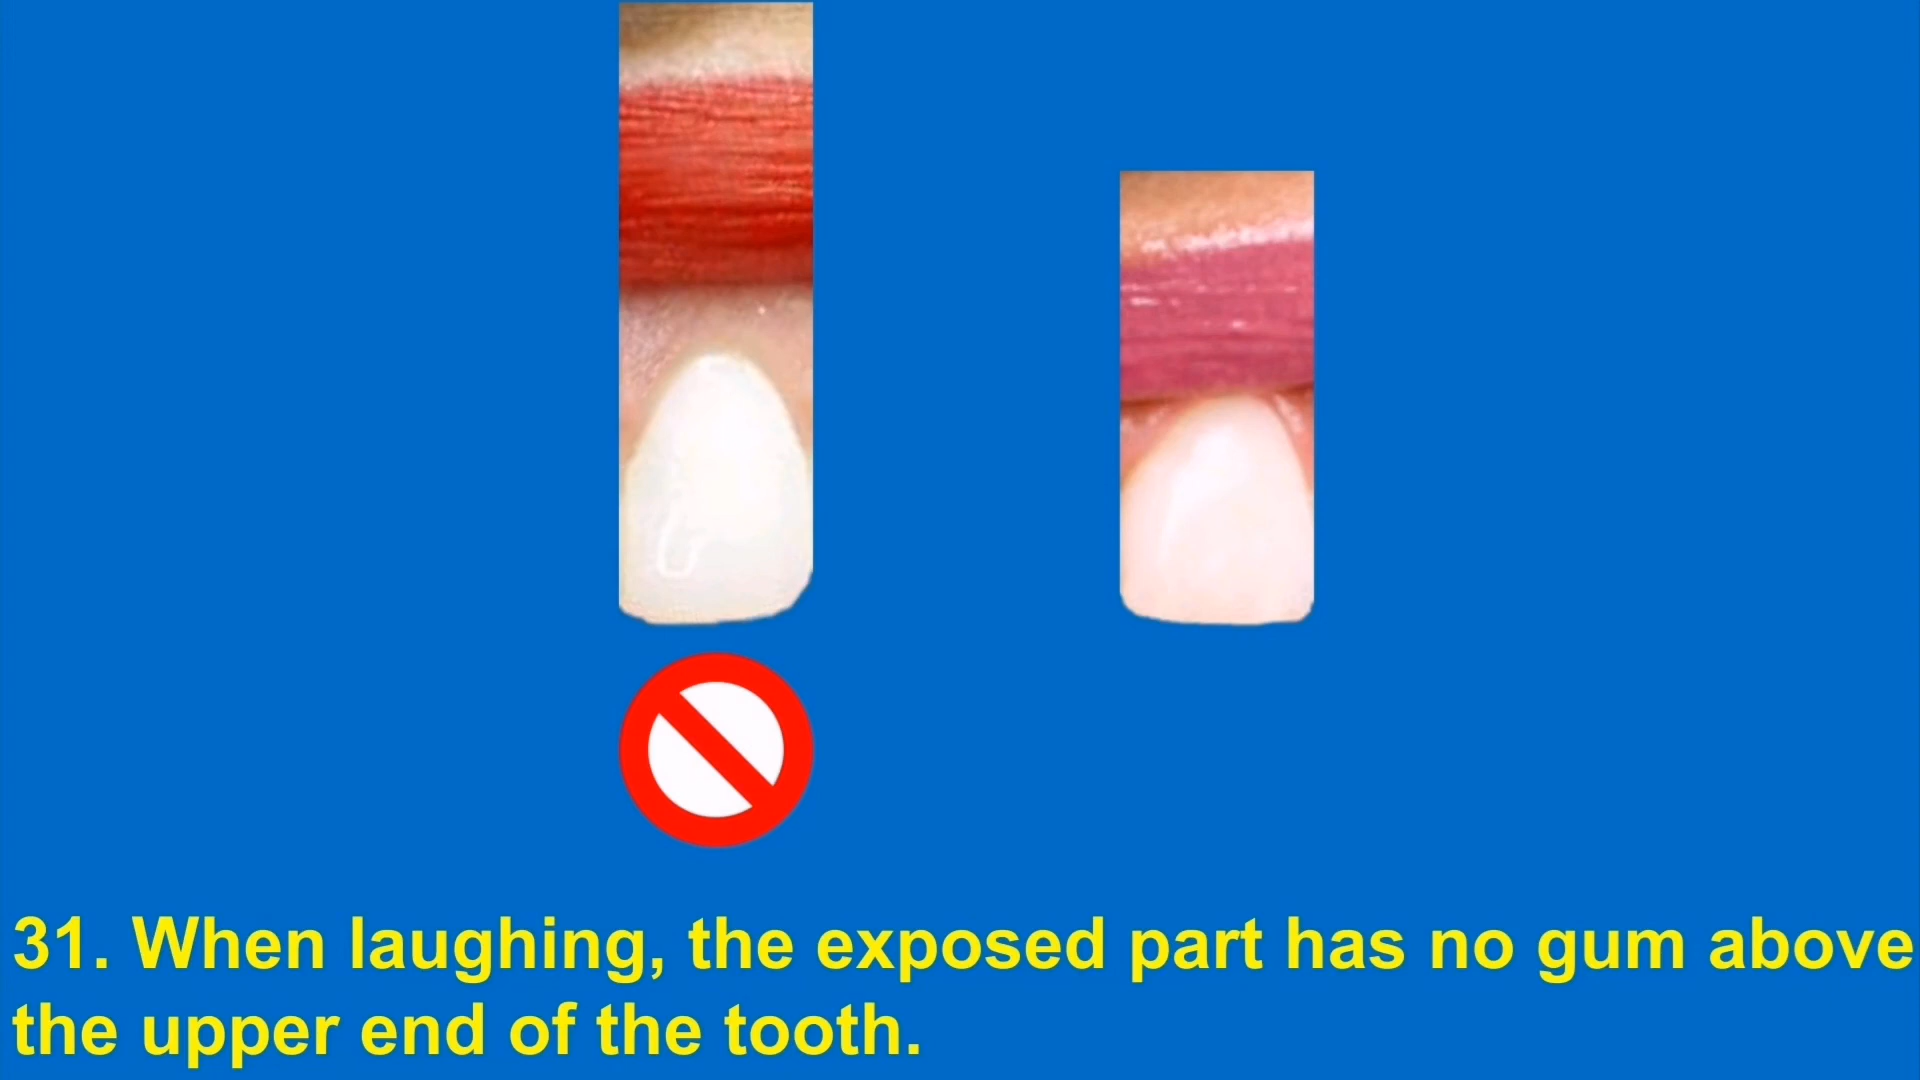 31. When laughing, the exposed part has no gum above
the upper end of the tooth.